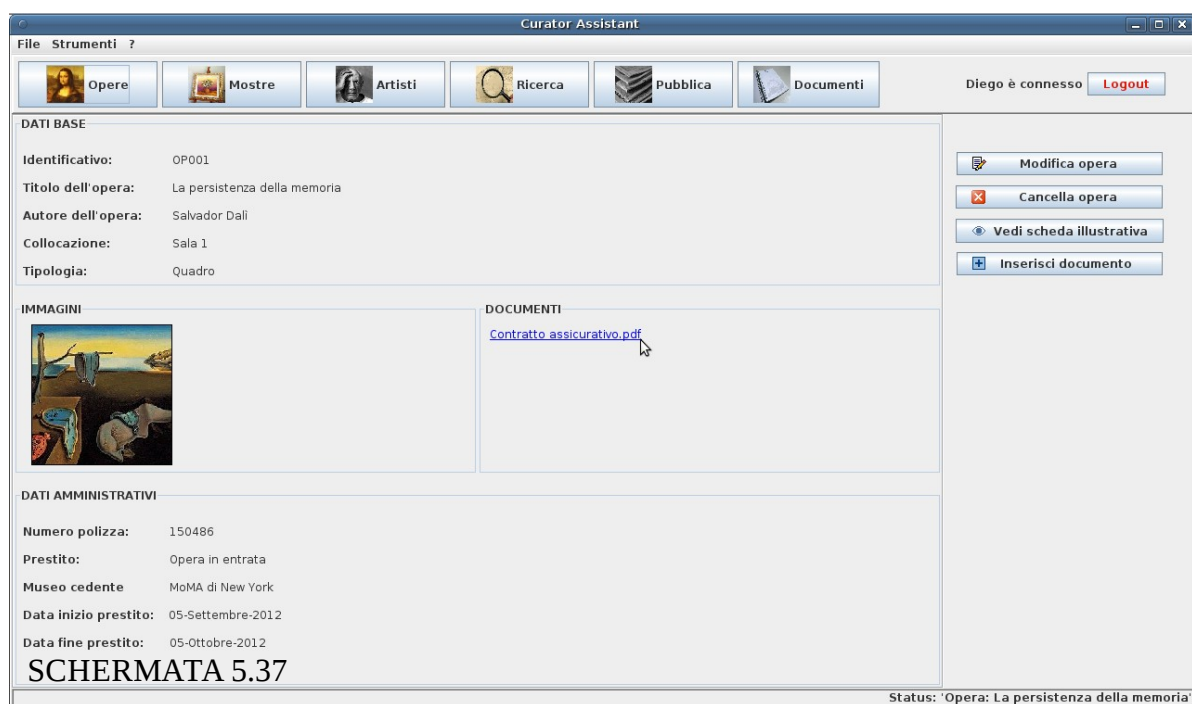 Curator Assistant
File Strumenti ?
Opere Mostre Artisti Ricerca Pubblica Documenti Diego è connesso Logout
DATI BASE
Identificativo: OP001
Titolo dell'opera: La persistenza della memoria
Autore dell'opera: Salvador Dalì
Collocazione: Sala 1
Tipologia: Quadro
Modifica opera
Cancella opera
Vedi scheda illustrativa
Inserisci documento
IMMAGINI
DOCUMENTI
Contratto assicurativo.pdf
DATI AMMINISTRATIVI
Numero polizza: 150486
Prestito: Opera in entrata
Museo cedente MoMA di New York
Data inizio prestito: 05-Settembre-2012
Data fine prestito: 05-Ottobre-2012
SCHERMATA 5.37
Status: 'Opera: La persistenza della memoria'